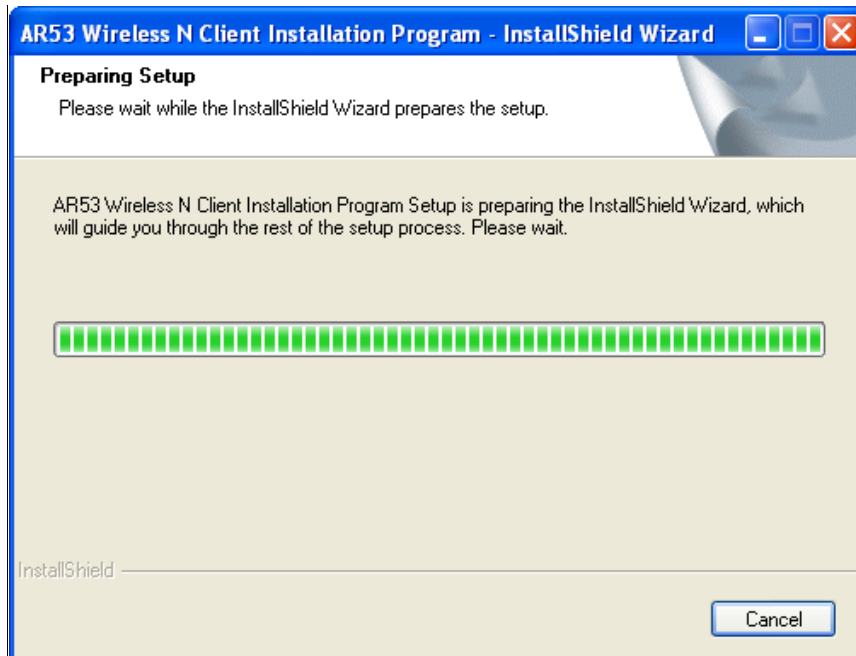 AR53 Wireless N Client Installation Program - InstallShield Wizard
Preparing Setup
Please wait while the InstallShield Wizard prepares the setup.
AR53 Wireless N Client Installation Program Setup is preparing the InstallShield Wizard, which
will guide you through the rest of the setup process. Please wait.
InstallShield
Cancel